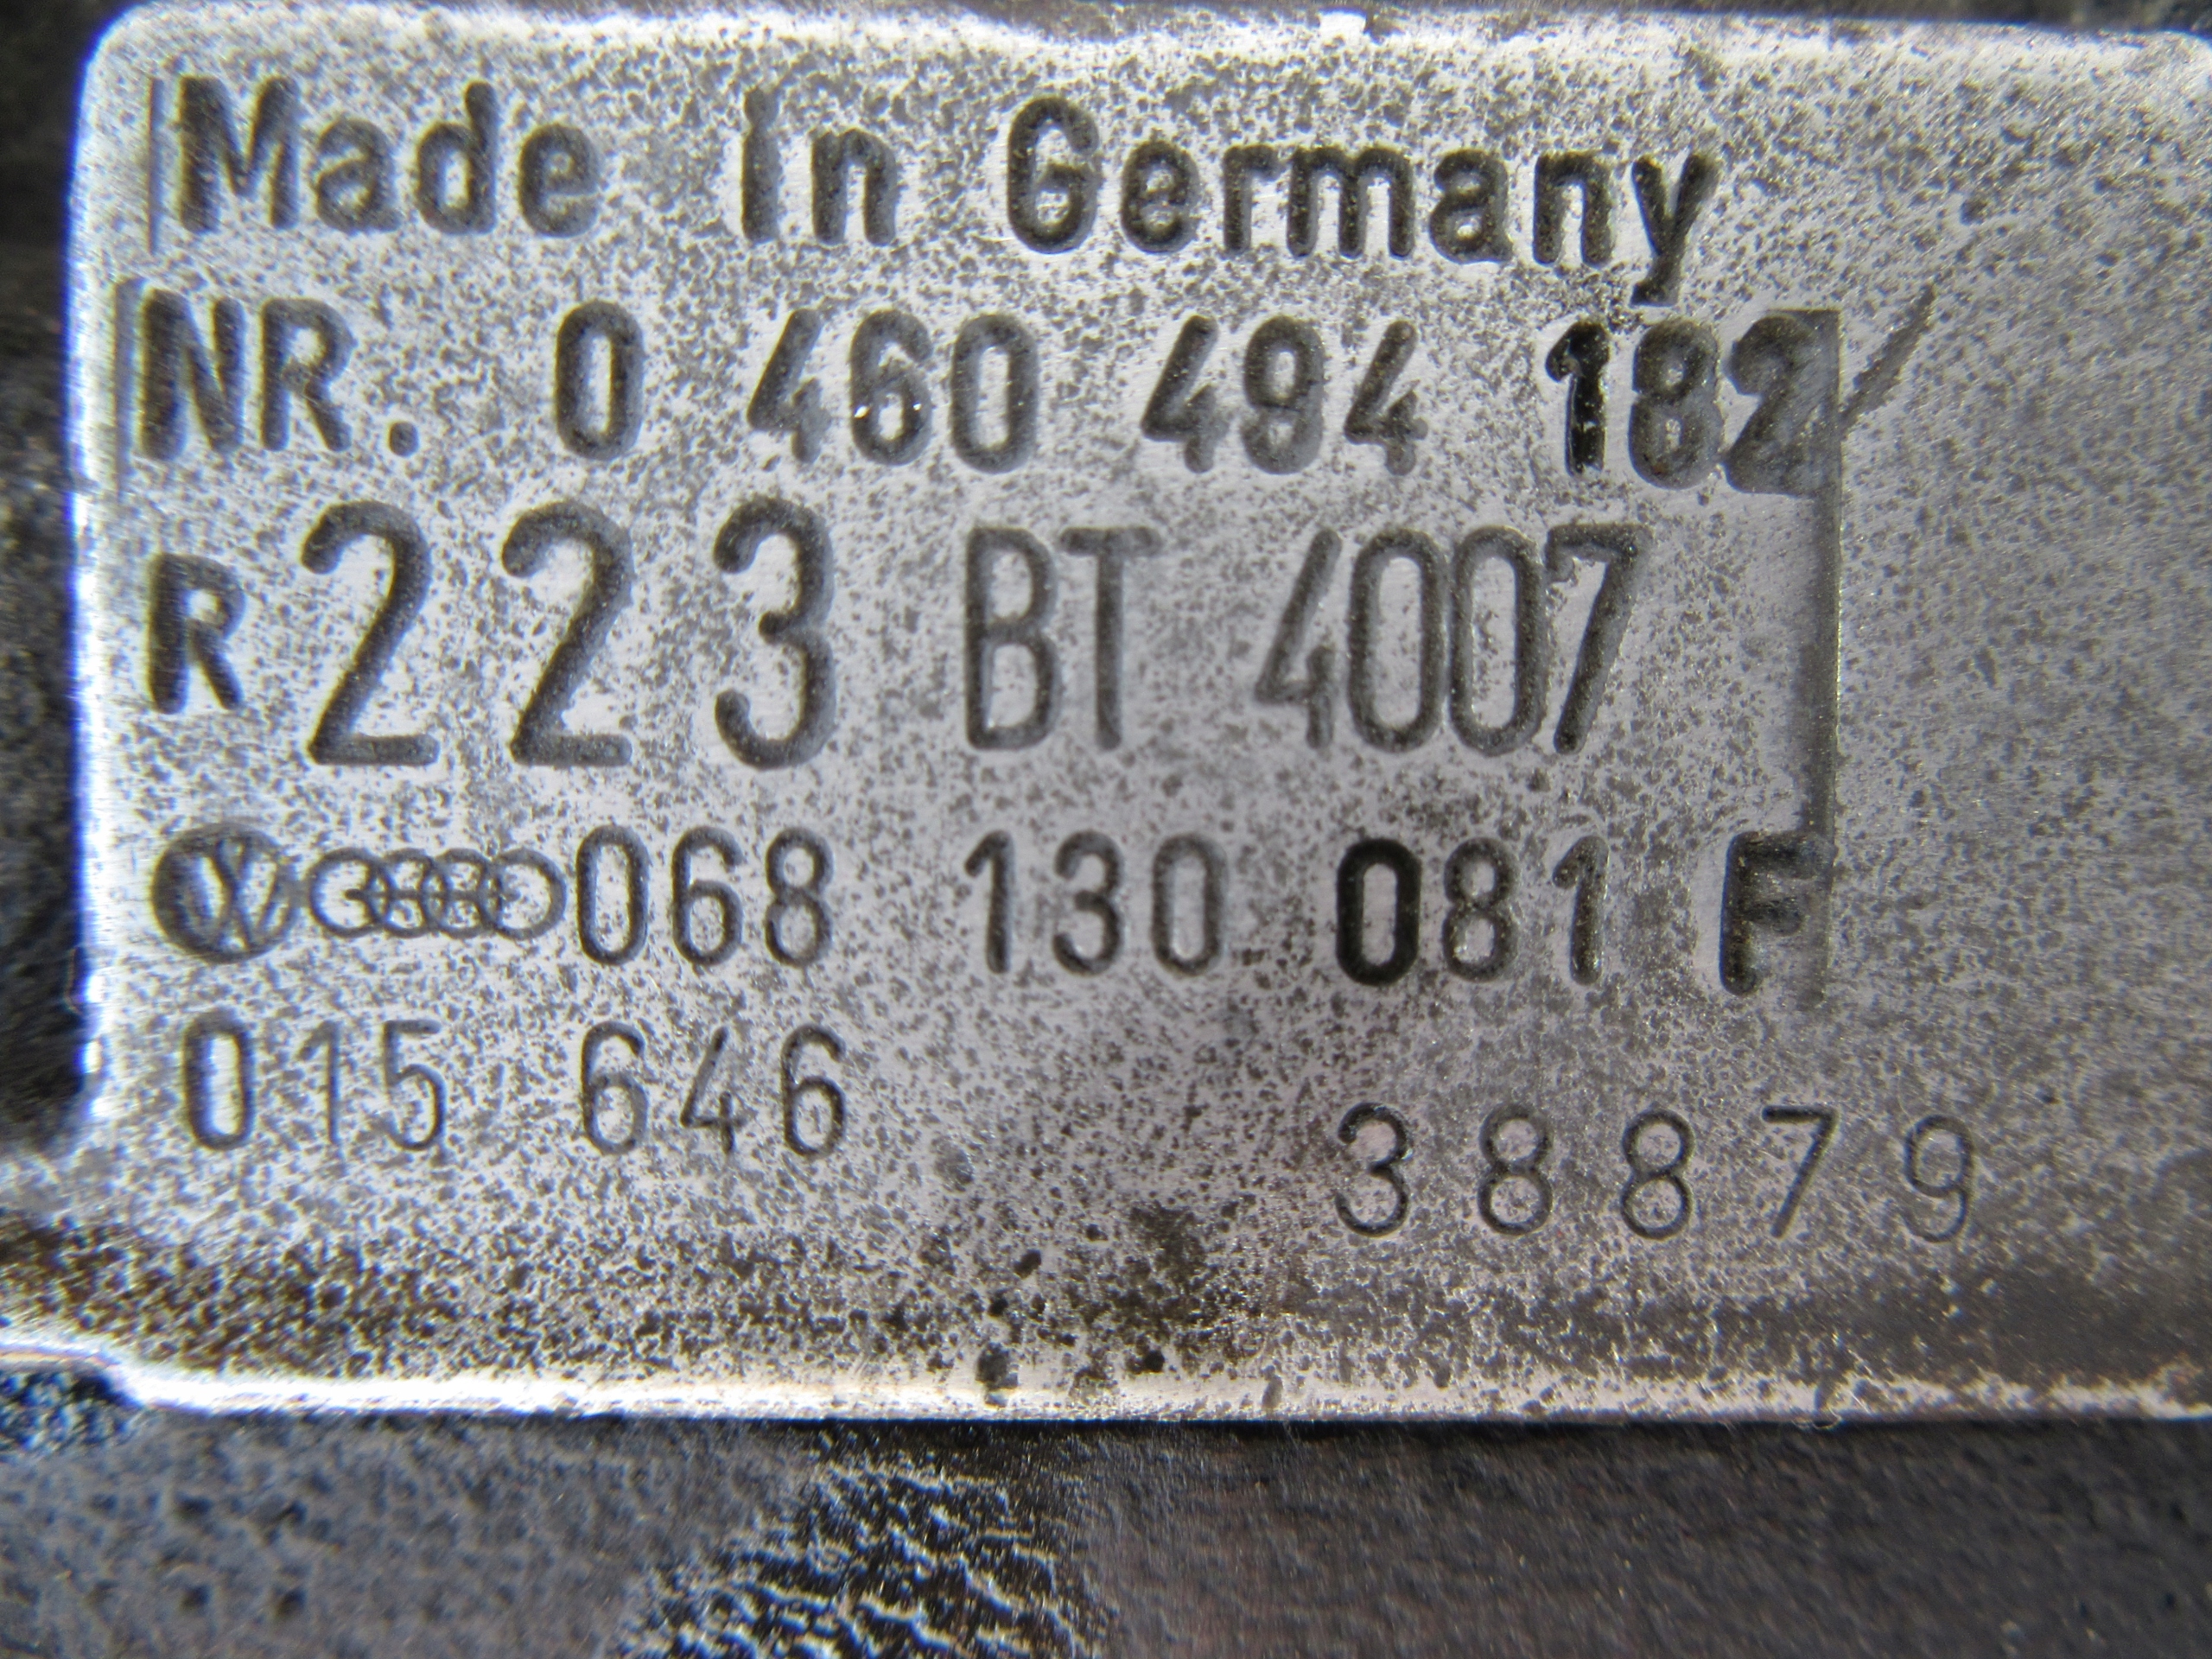 Made in Germany
NR. 0 460 494 182
R 223 BT 4007
068 130 081 F
015 646
38879